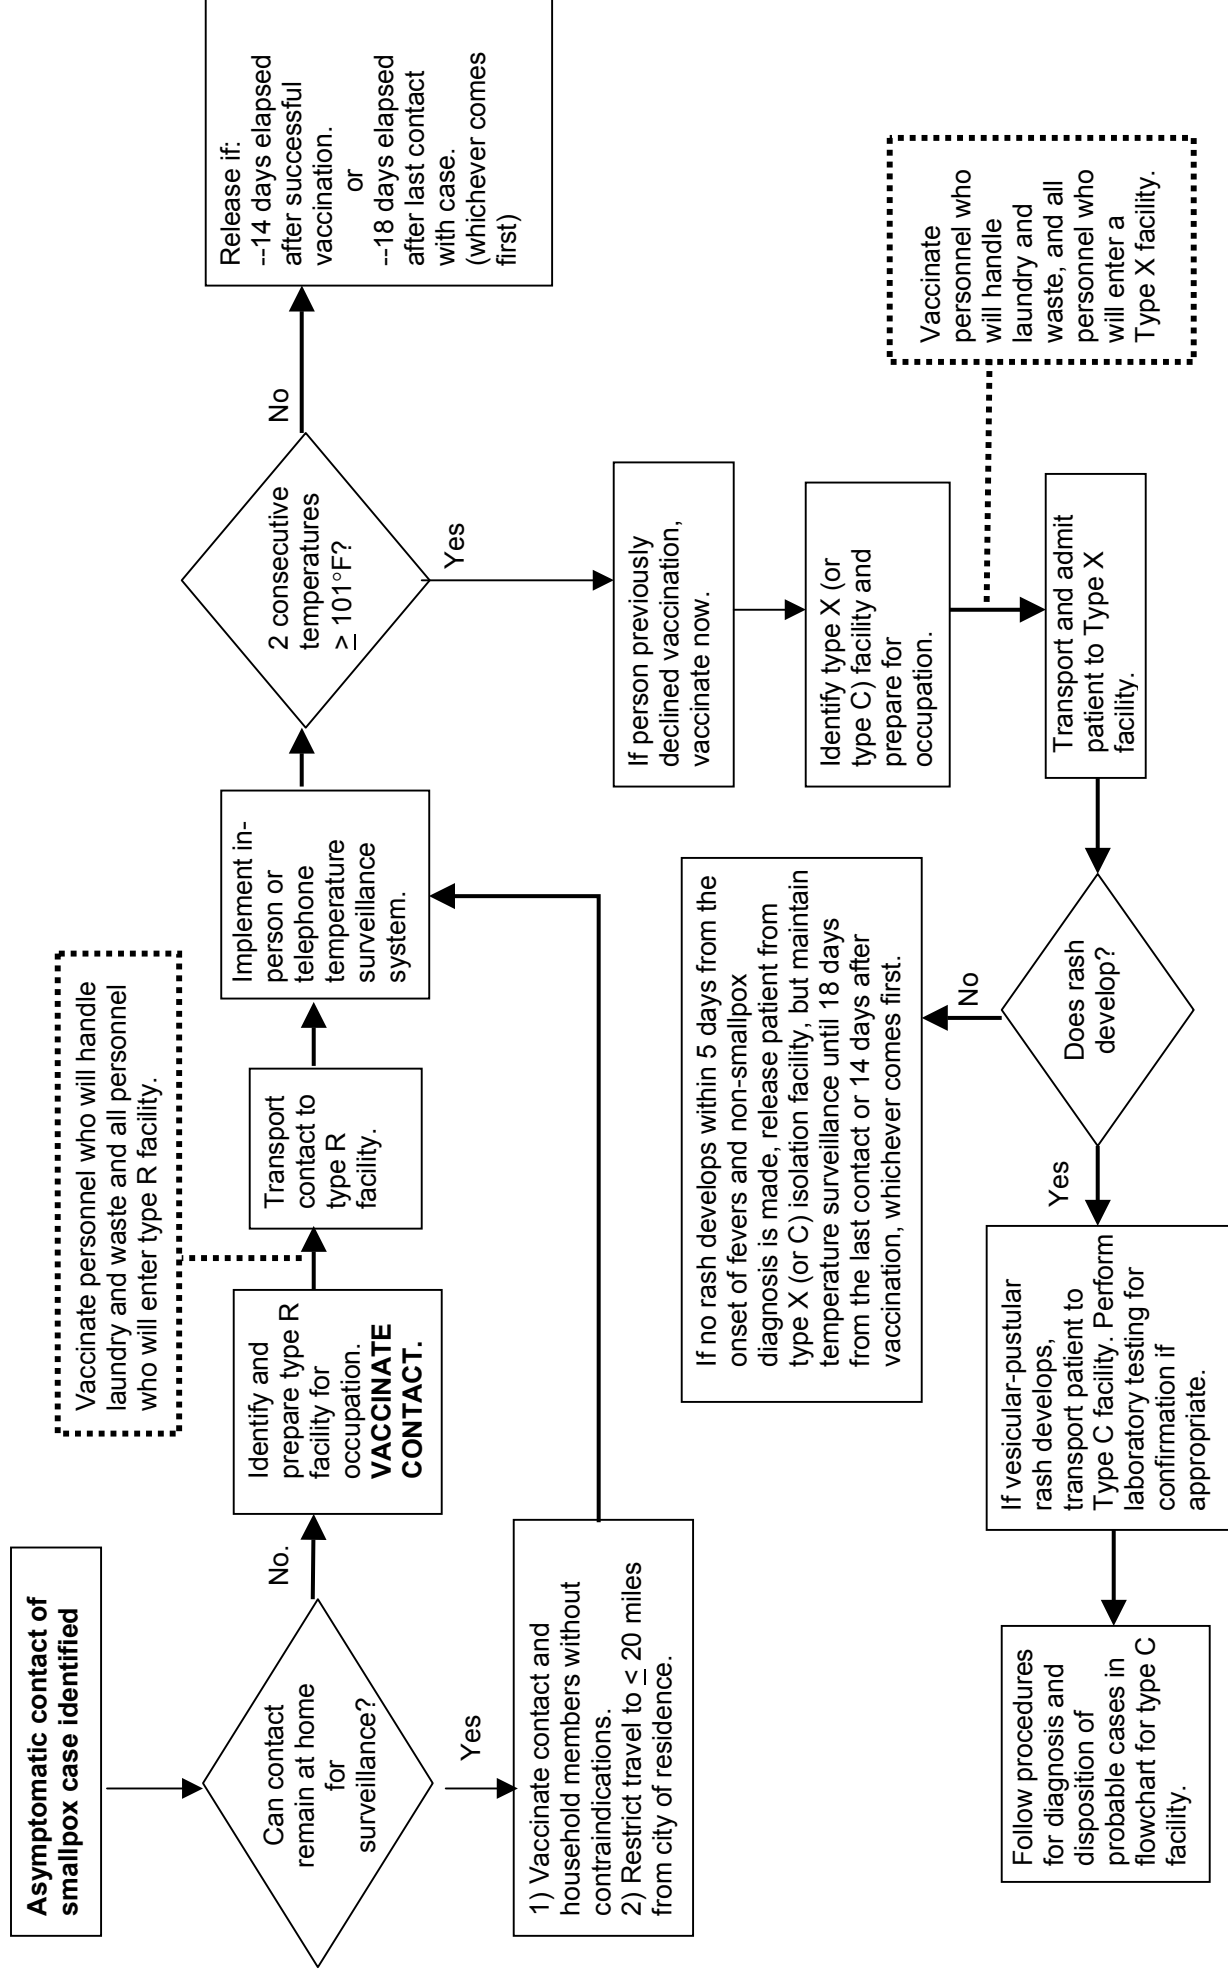 Asymptomatic contact of
smallpox case identified
Can contact
remain at home
for
surveillance?
No.
Yes
1) Vaccinate contact and
household members without
contraindications.
2) Restrict travel to < 20 miles
from city of residence.
Identify and
prepare type R
facility for
occupation.
VACCINATE
CONTACT.
Vaccinate personnel who will handle
laundry and waste and all personnel
who will enter type R facility.
Transport
contact to
type R
facility.
Implement in-
person or
telephone
temperature
surveillance
system.
2 consecutive
temperatures
> 101°F?
No
Release if:
--14 days elapsed
after successful
vaccination.
or
--18 days elapsed
after last contact
with case.
(whichever comes
first)
Yes
If person previously
declined vaccination,
vaccinate now.
Identify type X (or
type C) facility and
prepare for
occupation.
Vaccinate
personnel who
will handle
laundry and
waste, and all
personnel who
will enter a
Type X facility.
Transport and admit
patient to Type X
facility.
Does rash
develop?
No
If no rash develops within 5 days from the
onset of fevers and non-smallpox
diagnosis is made, release patient from
type X (or C) isolation facility, but maintain
temperature surveillance until 18 days
from the last contact or 14 days after
vaccination, whichever comes first.
Yes
If vesicular-pustular
rash develops,
transport patient to
Type C facility. Perform
laboratory testing for
confirmation if
appropriate.
Follow procedures
for diagnosis and
disposition of
probable cases in
flowchart for type C
facility.